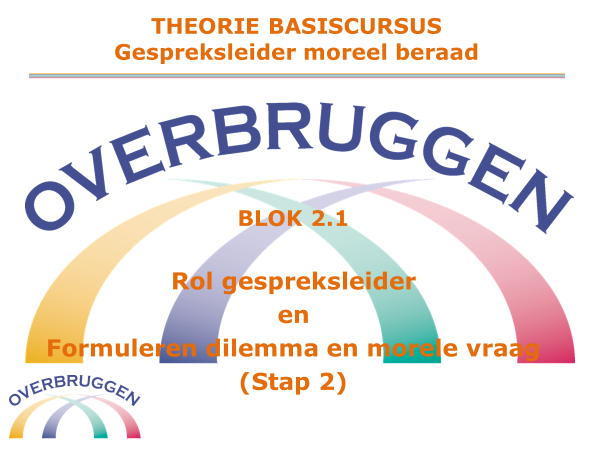 THEORIE BASISCURSUS
Gespreksleider moreel beraad
OVERBRUGGEN
BLOK 2.1
Rol gespreksleider
en
Formuleren dilemma en morele vraag
(Stap 2)
OVERBRUGGEN